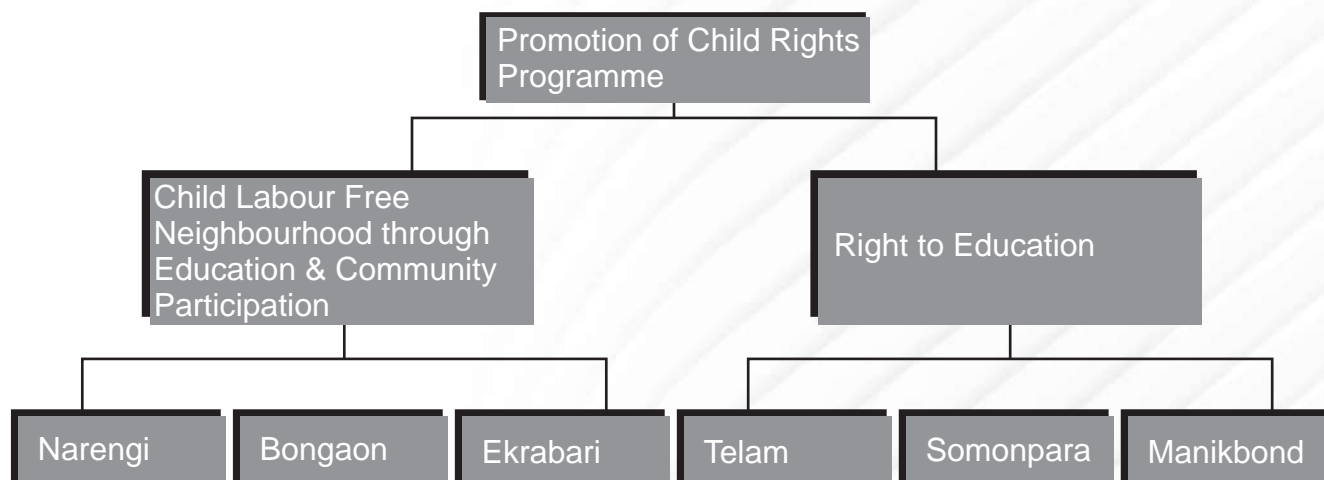 Promotion of Child Rights
Programme
Child Labour Free
Neighbourhood through
Education & Community
Participation
Right to Education
Narengi
Bongaon
Ekrabari
Telam
Somonpara
Manikbond